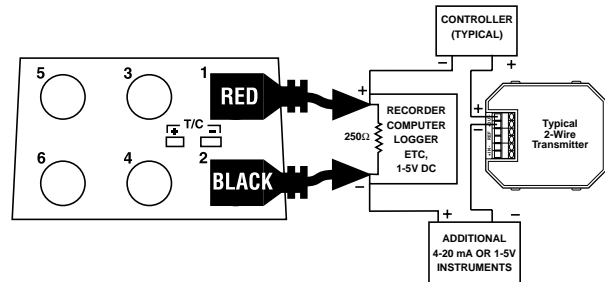 CONTROLLER
(TYPICAL)
− +
5 3 1
RED
T/C
+ −
6 4 2
BLACK
+
250Ω
RECORDER
COMPUTER
LOGGER
ETC,
1-5V DC
−
+
−
Typical
2-Wire
Transmitter
+ −
ADDITIONAL
4-20 mA OR 1-5V
INSTRUMENTS